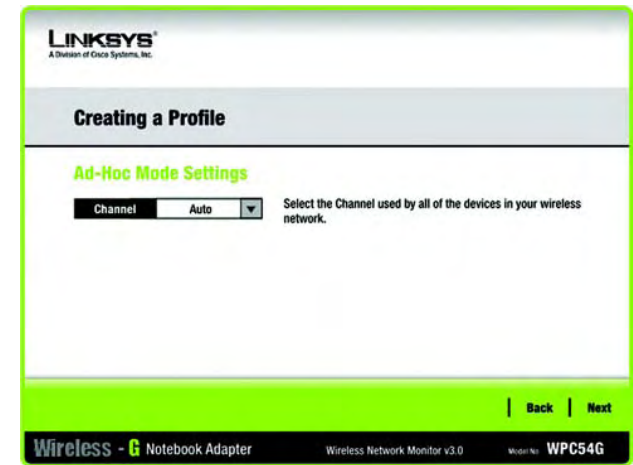 LINKSYS®
A Division of Cisco Systems, Inc.
Creating a Profile
Ad-Hoc Mode Settings
Channel Auto Select the Channel used by all of the devices in your wireless
network.
Back Next
Wireless - G Notebook Adapter Wireless Network Monitor v3.0 Model No WPC54G